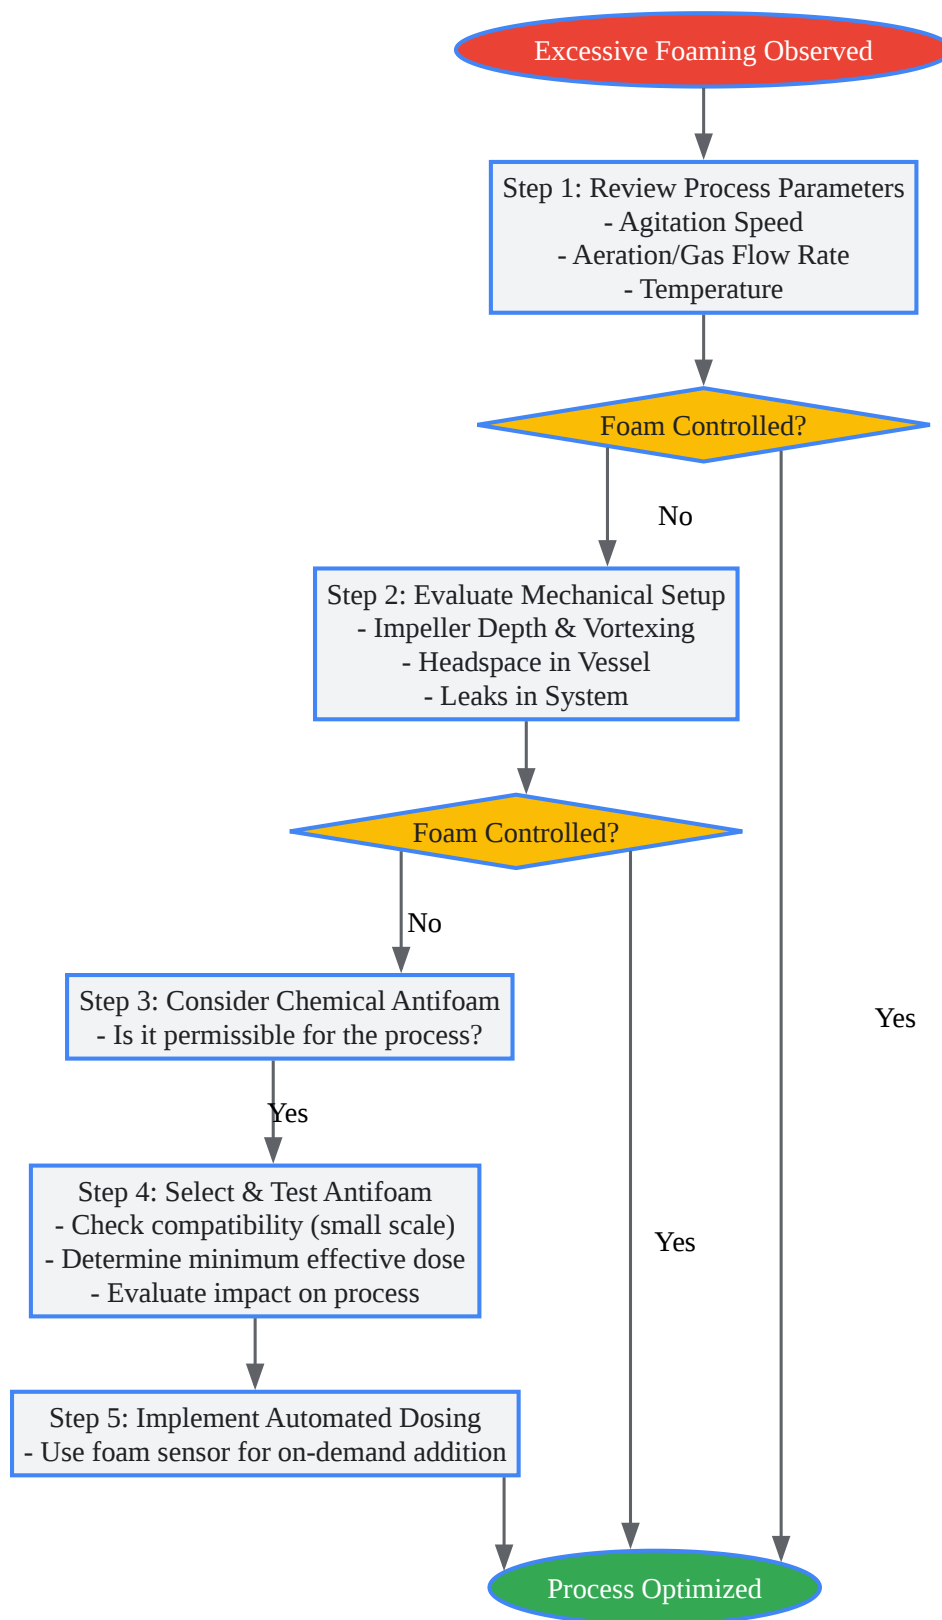 Excessive Foaming Observed
Step 1: Review Process Parameters
- Agitation Speed
- Aeration/Gas Flow Rate
- Temperature
Foam Controlled?
No
Step 2: Evaluate Mechanical Setup
- Impeller Depth & Vortexing
- Headspace in Vessel
- Leaks in System
Foam Controlled?
No
Step 3: Consider Chemical Antifoam
- Is it permissible for the process?
Yes
Yes
Step 4: Select & Test Antifoam
- Check compatibility (small scale)
- Determine minimum effective dose
- Evaluate impact on process
Yes
Step 5: Implement Automated Dosing
- Use foam sensor for on-demand addition
Process Optimized